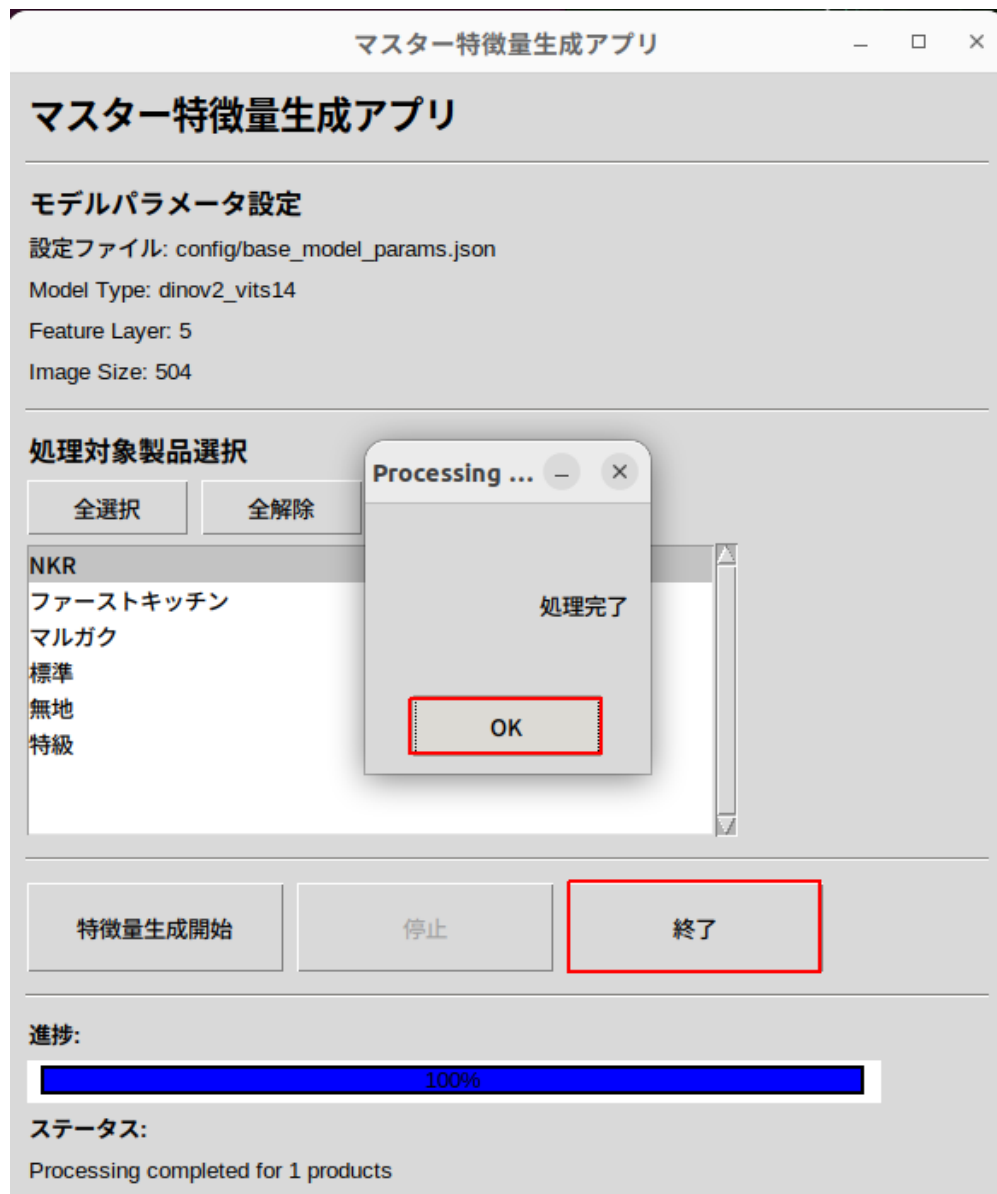 マスター特徴量生成アプリ
マスター特徴量生成アプリ
モデルパラメータ設定
設定ファイル: config/base_model_params.json
Model Type: dinov2_vits14
Feature Layer: 5
Image Size: 504
処理対象製品選択
全選択 全解除
NKR
ファーストキッチン
マルガク
標準
無地
特級
Processing ...
処理完了
OK
特徴量生成開始 停止 終了
進捗:
100%
ステータス:
Processing completed for 1 products